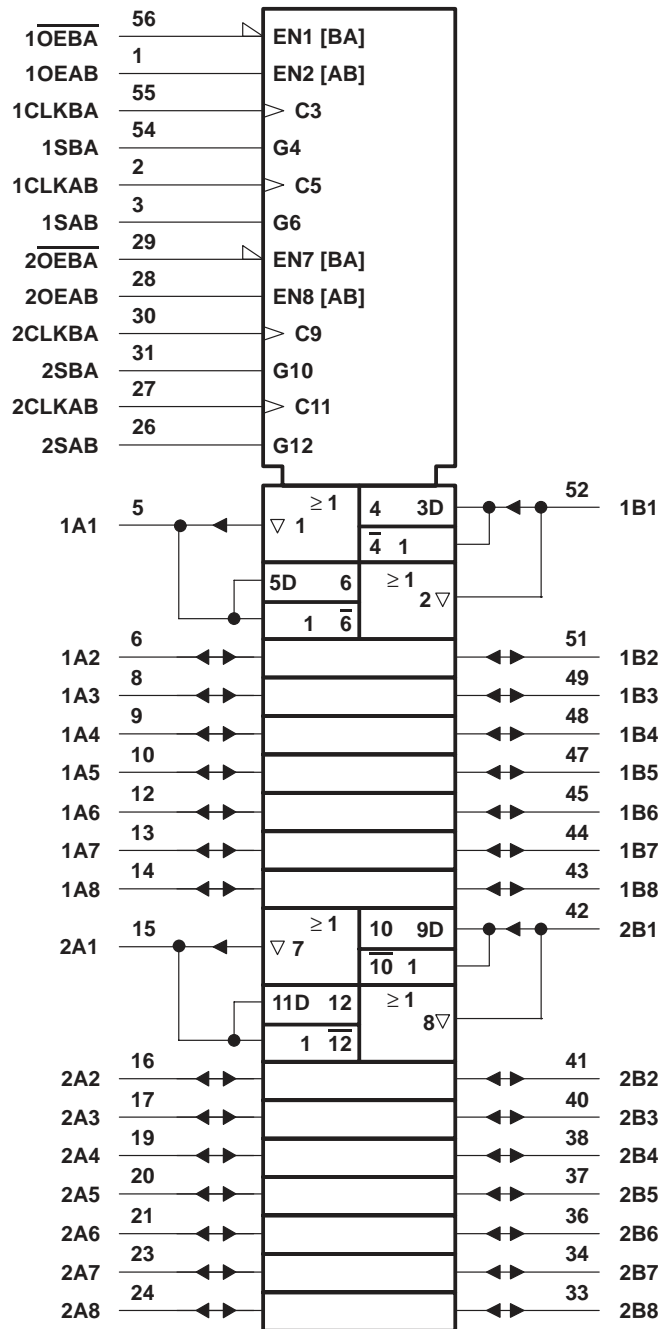 56
1O̅E̅B̅A̅ EN1 [BA]
1
1OEAB EN2 [AB]
55
1CLKBA C3
54
1SBA G4
2
1CLKAB C5
3
1SAB G6
29
2O̅E̅B̅A̅ EN7 [BA]
28
2OEAB EN8 [AB]
30
2CLKBA C9
31
2SBA G10
27
2CLKAB C11
26
2SAB G12
5 ≥ 1 4 3D 52
1A1 ▽ 1 1B1
4̅ 1
5D 6 ≥ 1
2 ▽
1 6̅
6 51
1A2 1B2
8 49
1A3 1B3
9 48
1A4 1B4
10 47
1A5 1B5
12 45
1A6 1B6
13 44
1A7 1B7
14 43
1A8 1B8
15 ≥ 1 10 9D 42
2A1 ▽ 7 2B1
1̅0̅ 1
11D 12 ≥ 1
8▽
1 1̅2̅
16 41
2A2 2B2
17 40
2A3 2B3
19 38
2A4 2B4
20 37
2A5 2B5
21 36
2A6 2B6
23 34
2A7 2B7
24 33
2A8 2B8